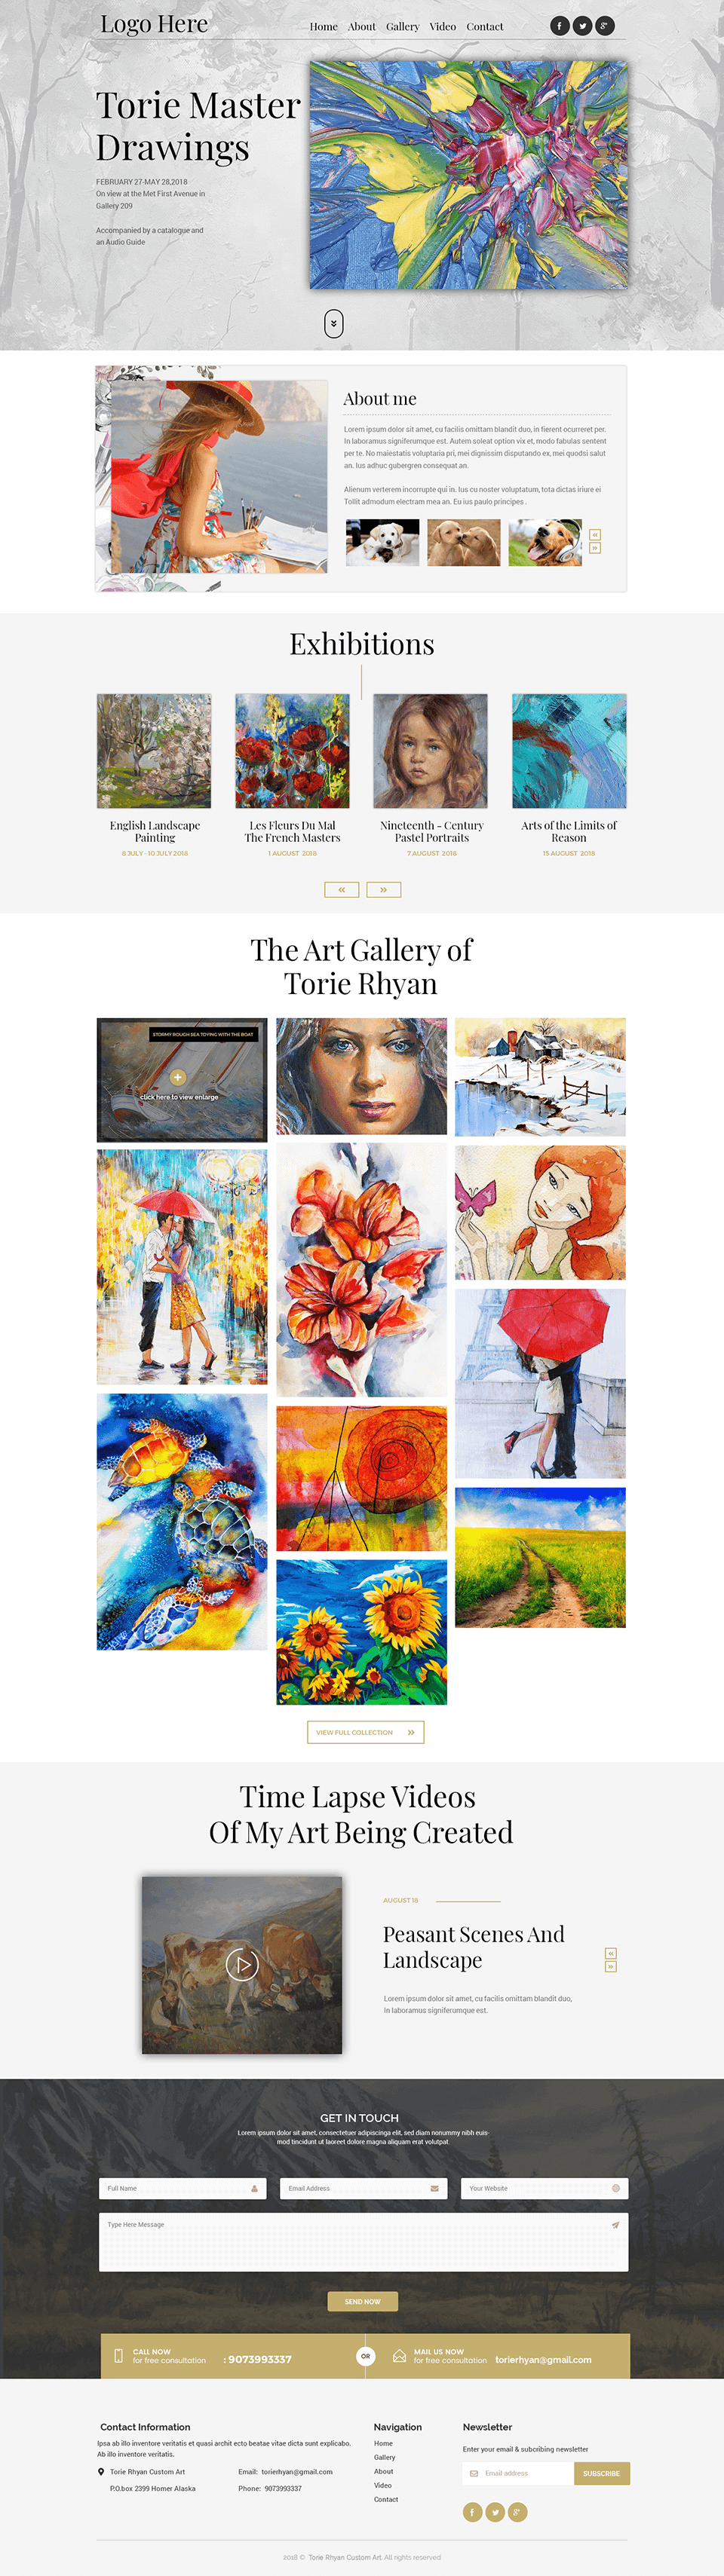 Logo Here
Home About Gallery Video Contact
Torie Master
Drawings
FEBRUARY 27-MAY 28,2018
On view at the Met First Avenue in
Gallery 209
Accompanied by a catalogue and
an Audio Guide
About me
Lorem ipsum dolor sit amet, cu facilis omittam blandit duo, in fierent ocurreret per.
In laboramus signiferumque est. Autem soleat option vix et, modo fabulas sentent
per te. No maiestatis voluptaria pri, mei dignissim disputando ex, mei quodsi salut
an. Ius adhuc gubergren consequat an.
Alienum verterem incorrupte qui in. Ius cu noster voluptatum, tota dictas iriure ei
Tollit admodum electram mea an. Eu ius paulo principes .
Exhibitions
English Landscape
Painting
8 JULY - 10 JULY 2018
Les Fleurs Du Mal
The French Masters
1 AUGUST 2018
Nineteenth - Century
Pastel Portraits
7 AUGUST 2018
Arts of the Limits of
Reason
15 AUGUST 2018
The Art Gallery of
Torie Rhyan
STORMY ROUGH SEA TOYING WITH THE BOAT
click here to view enlarge
VIEW FULL COLLECTION
Time Lapse Videos
Of My Art Being Created
AUGUST18
Peasant Scenes And
Landscape
Lorem ipsum dolor sit amet, cu facilis omittam blandit duo,
In laboramus signiferumque est.
GET IN TOUCH
Lorem ipsum dolor sit amet, consectetuer adipiscinga elit, sed diam nonummy nibh euis-
mod tincidunt ut laoreet dolore magna aliquam erat volutpat.
Full Name
Email Address
Your Website
Type Here Message
SEND NOW
CALL NOW
for free consultation : 9073993337
OR
MAIL US NOW
for free consultation torierhyan@gmail.com
Contact Information
Ipsa ab illo inventore veritatis et quasi archit ecto beatae vitae dicta sunt explicabo.
Ab illo inventore veritatis.
Torie Rhyan Custom Art
P.O.box 2399 Homer Alaska
Email: torierhyan@gmail.com
Phone: 9073993337
Navigation
Home
Gallery
About
Video
Contact
Newsletter
Enter your email & subcribing newsletter
Email address
SUBSCRIBE
2018 © Torie Rhyan Custom Art. All rights reserved